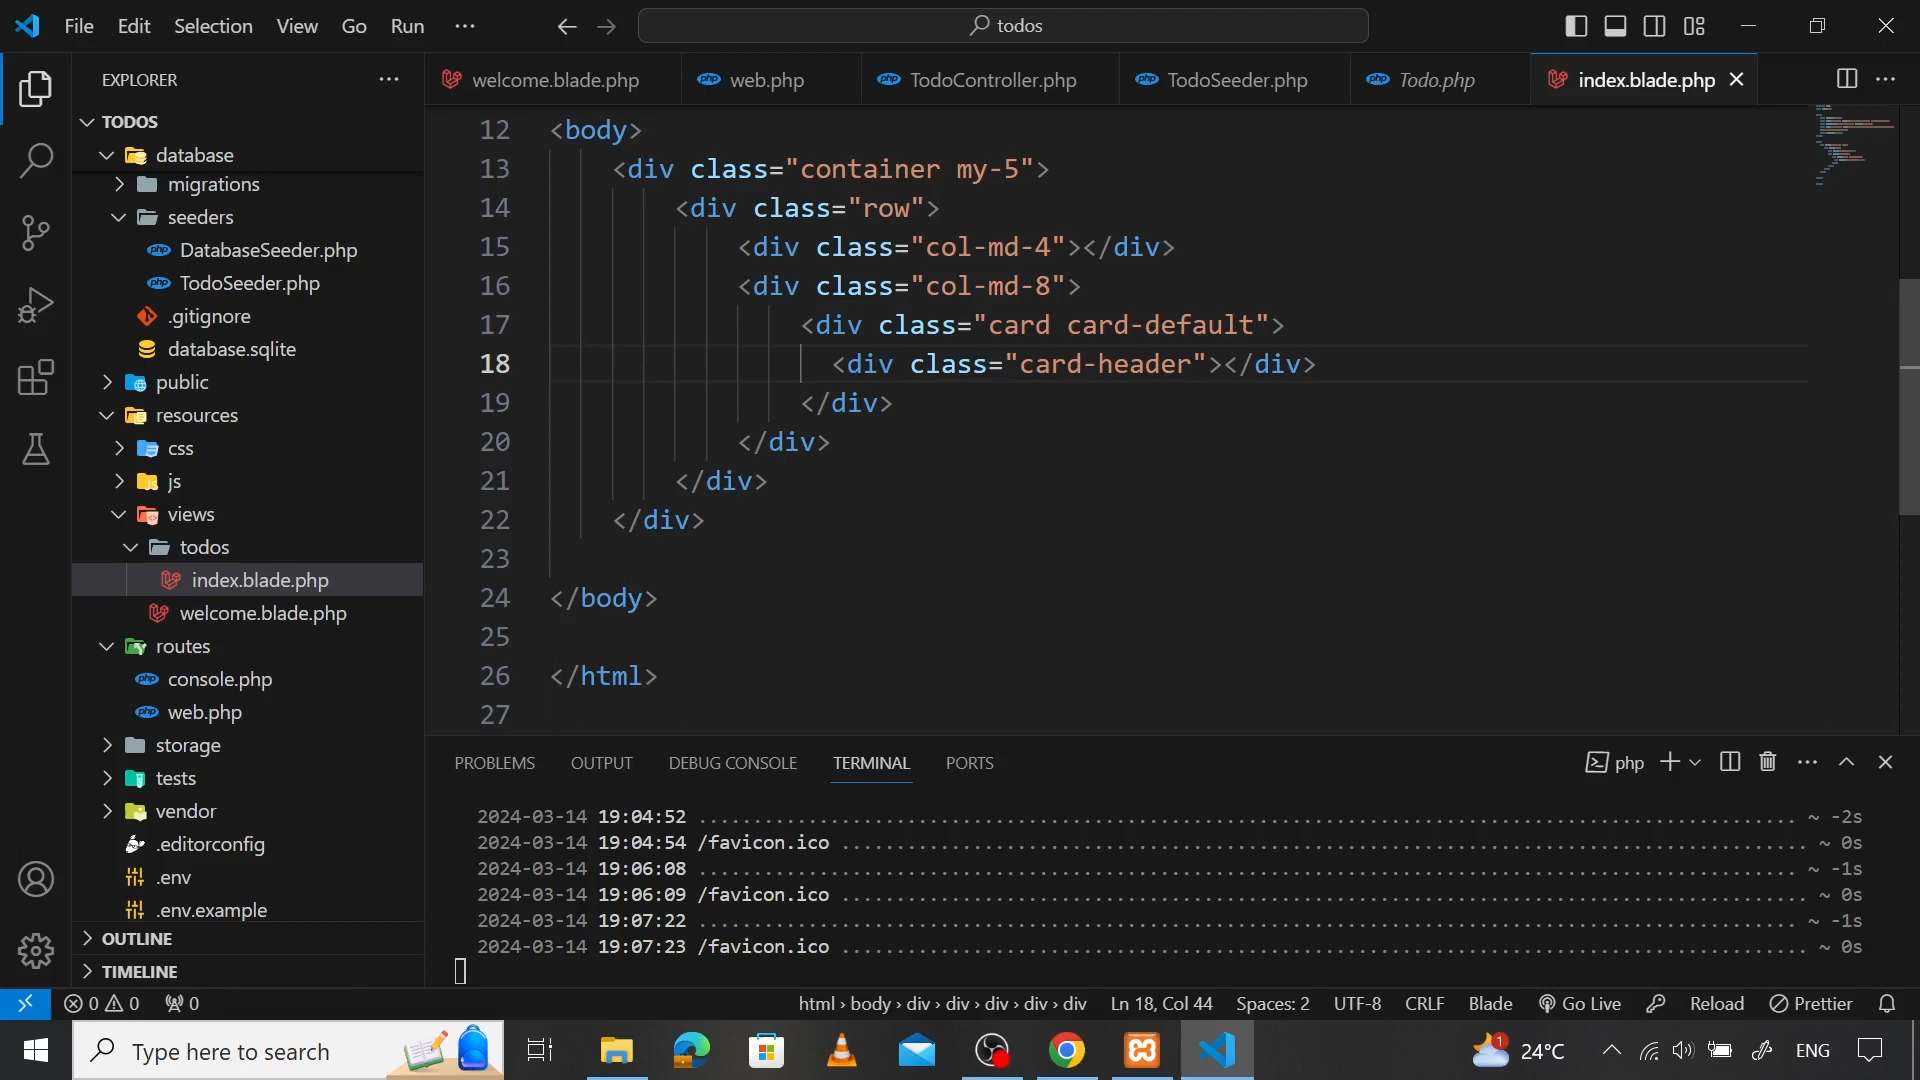 File Edit Selection View Go Run ··· todos
EXPLORER ···
TODOS
database
migrations
seeders
DatabaseSeeder.php
TodoSeeder.php
.gitignore
database.sqlite
public
resources
css
js
views
todos
index.blade.php
welcome.blade.php
routes
console.php
web.php
storage
tests
vendor
.editorconfig
.env
.env.example
OUTLINE
TIMELINE
welcome.blade.php web.php TodoController.php TodoSeeder.php Todo.php index.blade.php
12 <body>
13 <div class="container my-5">
14 <div class="row">
15 <div class="col-md-4"></div>
16 <div class="col-md-8">
17 <div class="card card-default">
18 <div class="card-header"></div>
19 </div>
20 </div>
21 </div>
22 </div>
23
24 </body>
25
26 </html>
27
PROBLEMS OUTPUT DEBUG CONSOLE TERMINAL PORTS php
2024-03-14 19:04:52 ........ ~ -2s
2024-03-14 19:04:54 /favicon.ico ........ ~ 0s
2024-03-14 19:06:08 ........ ~ -1s
2024-03-14 19:06:09 /favicon.ico ........ ~ 0s
2024-03-14 19:07:22 ........ ~ -1s
2024-03-14 19:07:23 /favicon.ico ........ ~ 0s
0 0 0 html › body › div › div › div › div › div Ln 18, Col 44 Spaces: 2 UTF-8 CRLF Blade Go Live Reload Prettier
Type here to search 1 24°C ENG